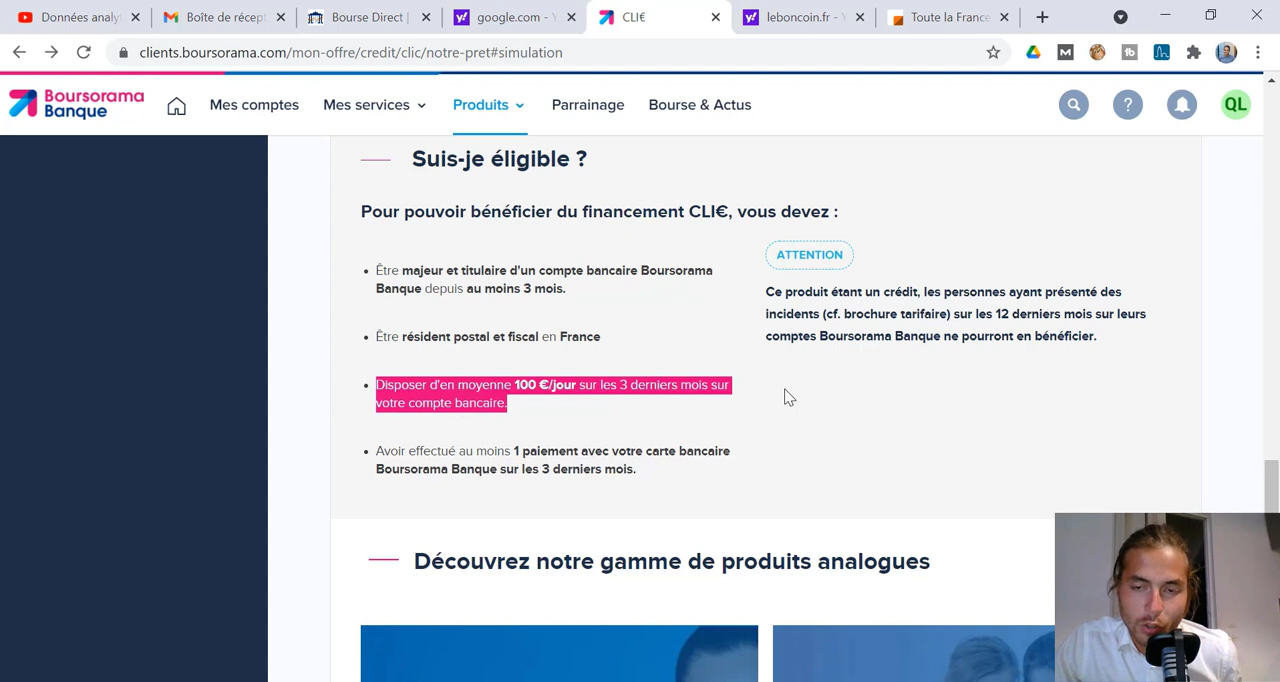 Données analy
Boîte de récept
Bourse Direct |
google.com - Y
CLI€
leboncoin.fr - Y
Toute la France
clients.boursorama.com/mon-offre/credit/clic/notre-pret#simulation
Boursorama
Banque
Mes comptes
Mes services
Produits
Parrainage
Bourse & Actus
?
QL
Suis-je éligible ?
Pour pouvoir bénéficier du financement CLI€, vous devez :
• Être majeur et titulaire d'un compte bancaire Boursorama
Banque depuis au moins 3 mois.
• Être résident postal et fiscal en France
• Disposer d'en moyenne 100 €/jour sur les 3 derniers mois sur
votre compte bancaire.
• Avoir effectué au moins 1 paiement avec votre carte bancaire
Boursorama Banque sur les 3 derniers mois.
ATTENTION
Ce produit étant un crédit, les personnes ayant présenté des
incidents (cf. brochure tarifaire) sur les 12 derniers mois sur leurs
comptes Boursorama Banque ne pourront en bénéficier.
Découvrez notre gamme de produits analogues